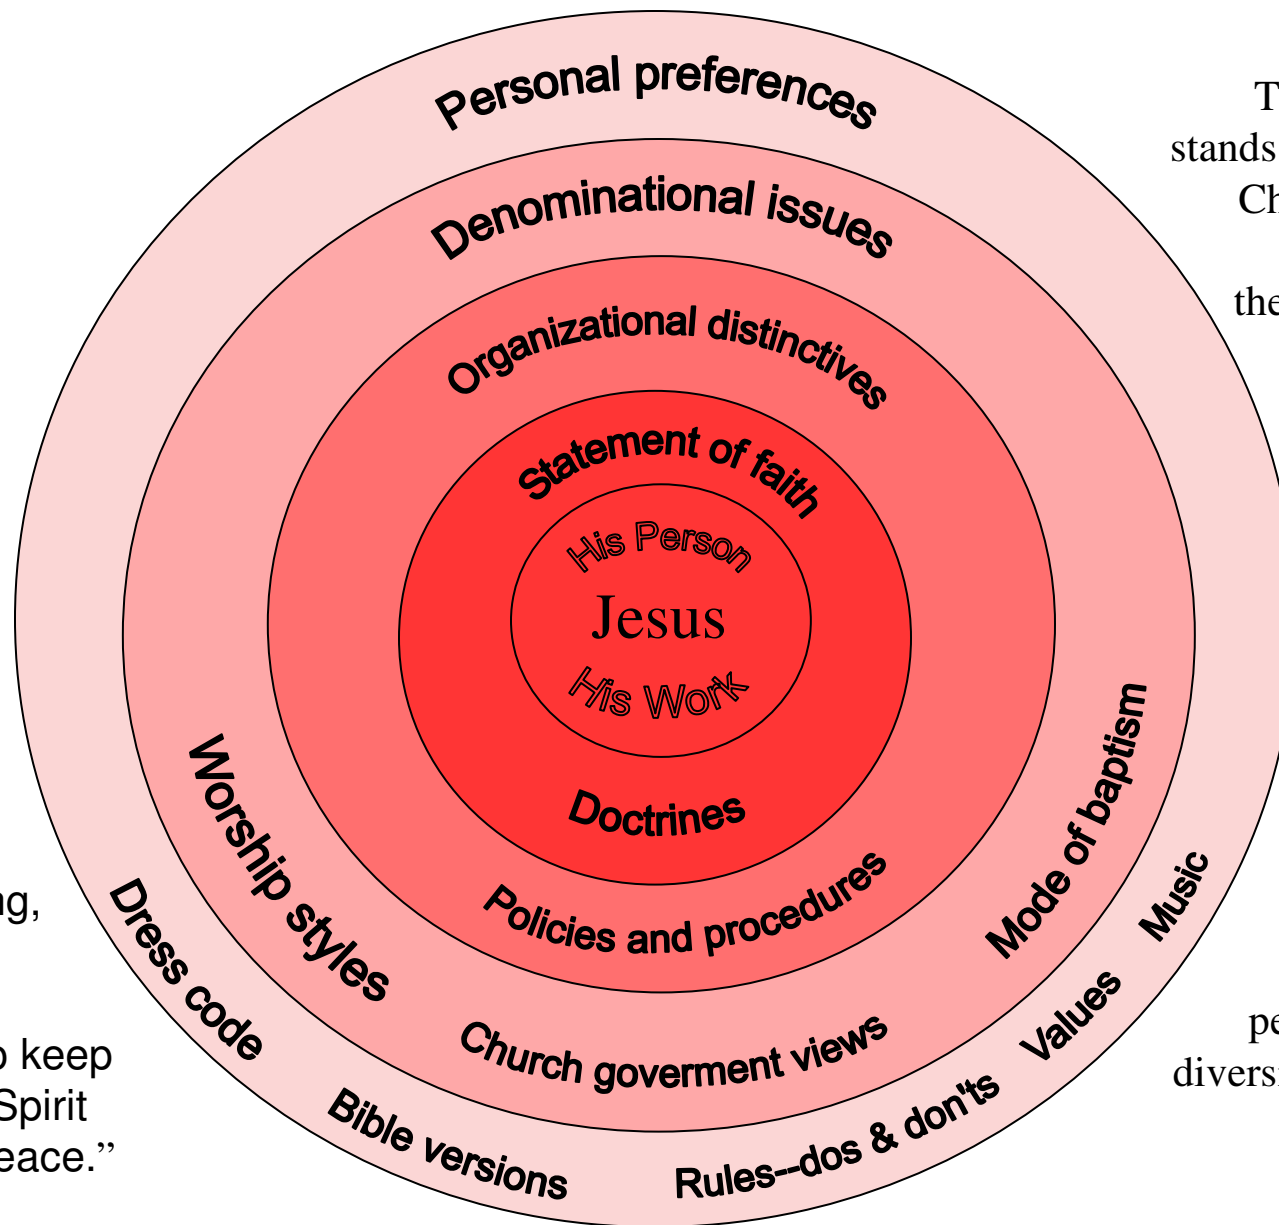 Personal preferences
Denominational issues
Organizational distinctives
Statement of faith
His Person
Jesus
His Work
Doctrines
Policies and procedures
Worship styles
Church goverment views
Mode of baptism
Dress code
Bible versions
Rules--dos & don'ts
Values
Music
T
stands
Ch
the
pe
divers
ng,
o keep
Spirit
eace.”